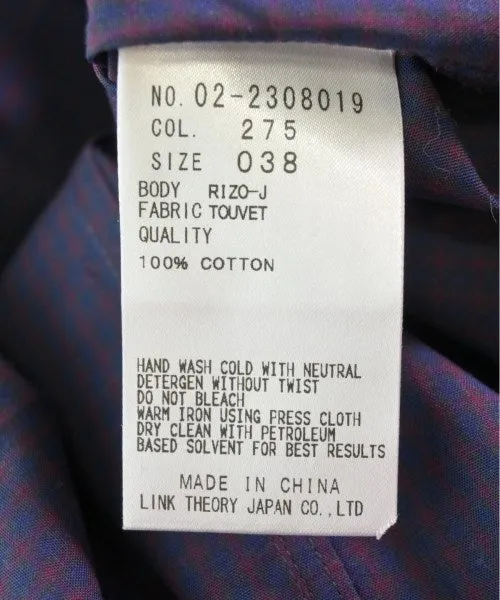 NO. 02-2308019
COL. 275
SIZE 038
BODY RIZO-J
FABRIC TOUVET
QUALITY
100% COTTON
HAND WASH COLD WITH NEUTRAL
DETERGEN WITHOUT TWIST
DO NOT BLEACH
WARM IRON USING PRESS CLOTH
DRY CLEAN WITH PETROLEUM
BASED SOLVENT FOR BEST RESULTS
MADE IN CHINA
LINK THEORY JAPAN CO.,LTD